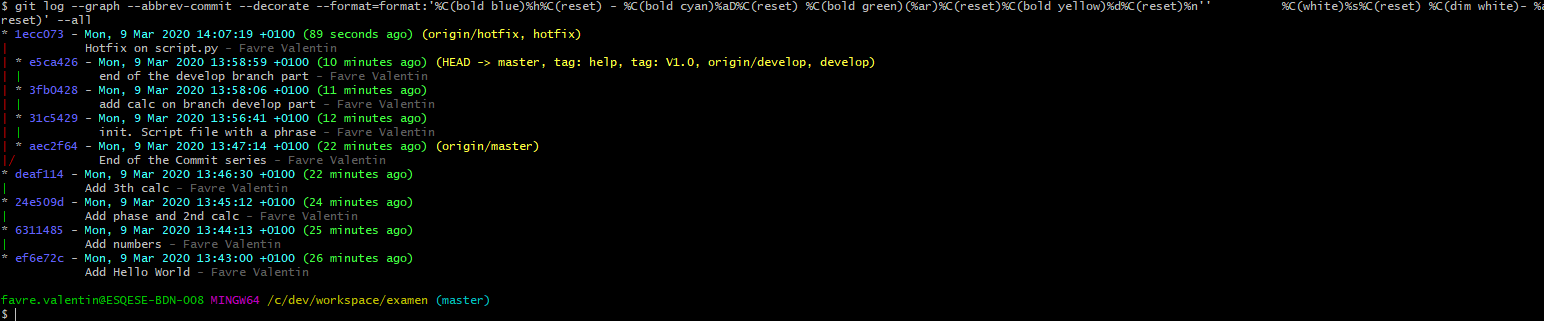 $ git log --graph --abbrev-commit --decorate --format=format:'%C(bold blue)%h%C(reset) - %C(bold cyan)%aD%C(reset) %C(bold green)(%ar)%C(reset)%C(bold yellow)%d%C(reset)%n''          %C(white)%s%C(reset) %C(dim white)- %a
reset)' --all
* 1ecc073 - Mon, 9 Mar 2020 14:07:19 +0100 (89 seconds ago) (origin/hotfix, hotfix)
|           Hotfix on script.py - Favre Valentin
| * e5ca426 - Mon, 9 Mar 2020 13:58:59 +0100 (10 minutes ago) (HEAD -> master, tag: help, tag: V1.0, origin/develop, develop)
| |           end of the develop branch part - Favre Valentin
| * 3fb0428 - Mon, 9 Mar 2020 13:58:06 +0100 (11 minutes ago)
| |           add calc on branch develop part - Favre Valentin
| * 31c5429 - Mon, 9 Mar 2020 13:56:41 +0100 (12 minutes ago)
| |           init. Script file with a phrase - Favre Valentin
| * aec2f64 - Mon, 9 Mar 2020 13:47:14 +0100 (22 minutes ago) (origin/master)
|/            End of the Commit series - Favre Valentin
* deaf114 - Mon, 9 Mar 2020 13:46:30 +0100 (22 minutes ago)
|           Add 3th calc - Favre Valentin
* 24e509d - Mon, 9 Mar 2020 13:45:12 +0100 (24 minutes ago)
|           Add phase and 2nd calc - Favre Valentin
* 6311485 - Mon, 9 Mar 2020 13:44:13 +0100 (25 minutes ago)
|           Add numbers - Favre Valentin
* ef6e72c - Mon, 9 Mar 2020 13:43:00 +0100 (26 minutes ago)
            Add Hello World - Favre Valentin
favre.valentin@ESQESE-BDN-008 MINGW64 /c/dev/workspace/examen (master)
$